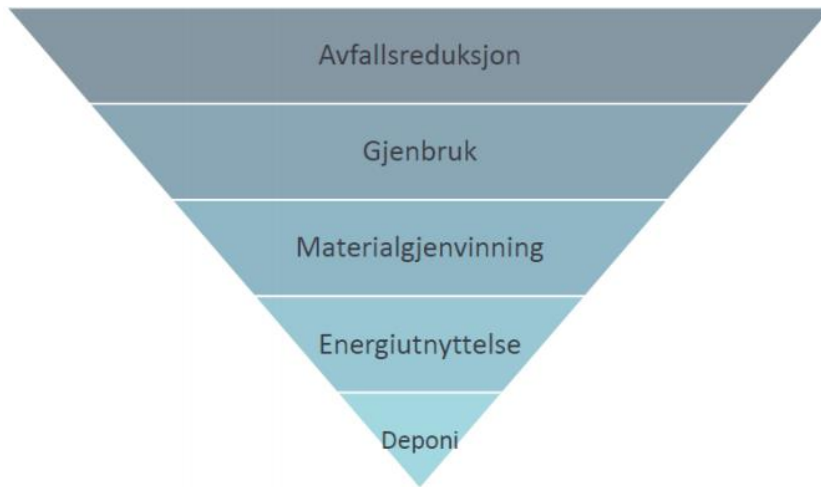 Avfallsreduksjon
Gjenbruk
Materialgjenvinning
Energiutnyttelse
Deponi